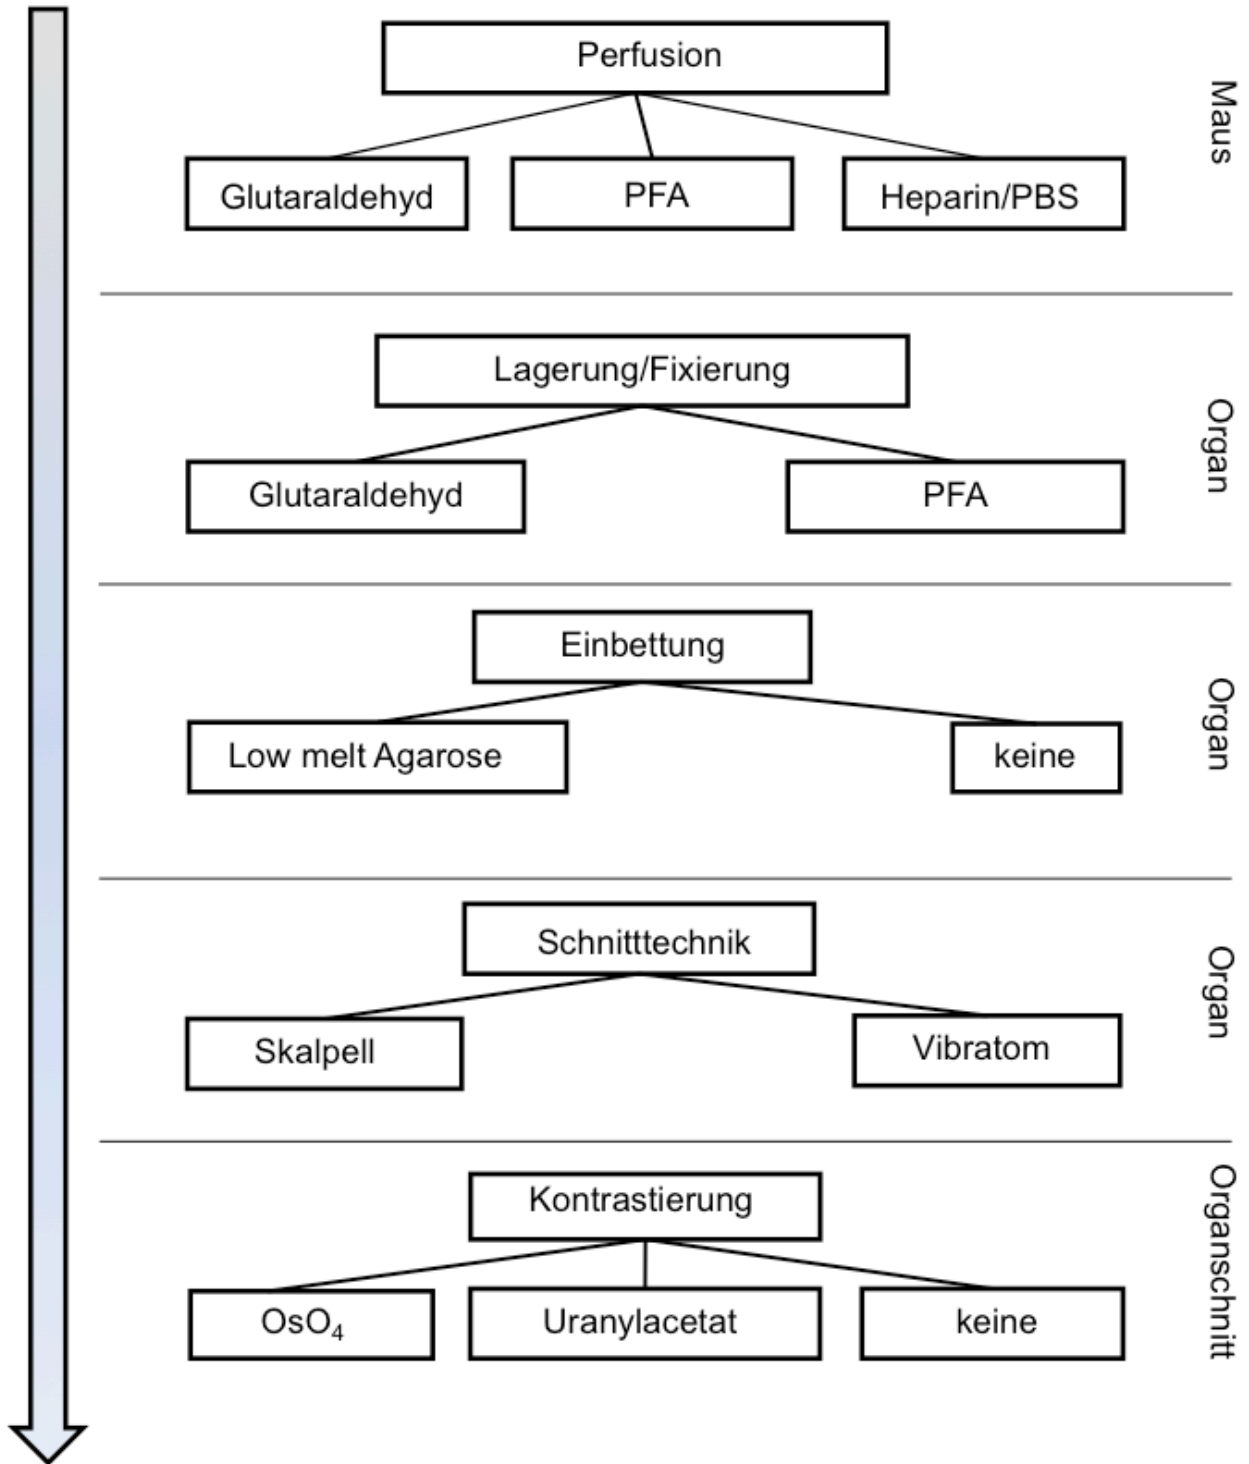 Perfusion
Maus
Glutaraldehyd
PFA
Heparin/PBS
Lagerung/Fixierung
Organ
Glutaraldehyd
PFA
Einbettung
Organ
Low melt Agarose
keine
Schnitttechnik
Organ
Skalpell
Vibratom
Kontrastierung
Organschnitt
OsO₄
Uranylacetat
keine